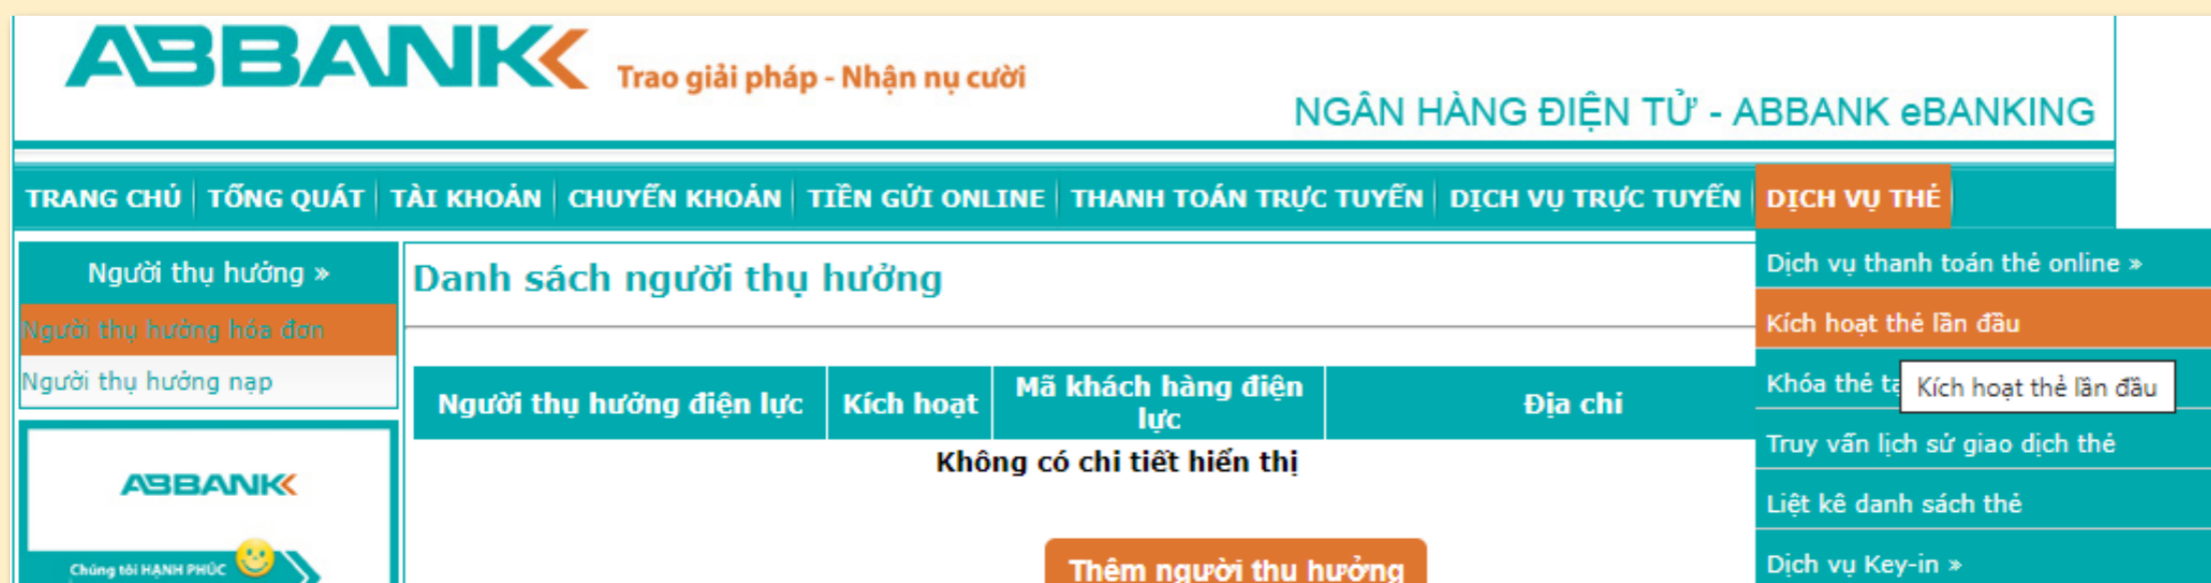 ABBANK
Trao giải pháp - Nhận nụ cười
NGÂN HÀNG ĐIỆN TỬ - ABBANK eBANKING
TRANG CHỦ
TỔNG QUÁT
TÀI KHOẢN
CHUYỂN KHOẢN
TIỀN GỬI ONLINE
THANH TOÁN TRỰC TUYẾN
DỊCH VỤ TRỰC TUYẾN
DỊCH VỤ THẺ
Người thụ hưởng »
Người thụ hưởng hóa đơn
Người thụ hưởng nạp
Danh sách người thụ hưởng
Người thụ hưởng điện lực
Kích hoạt
Mã khách hàng điện
lực
Địa chỉ
Không có chi tiết hiển thị
Thêm người thụ hưởng
Dịch vụ thanh toán thẻ online »
Kích hoạt thẻ lần đầu
Khóa thẻ tạ
Kích hoạt thẻ lần đầu
Truy vấn lịch sử giao dịch thẻ
Liệt kê danh sách thẻ
Dịch vụ Key-in »
ABBANK
Chúng tôi HẠNH PHÚC